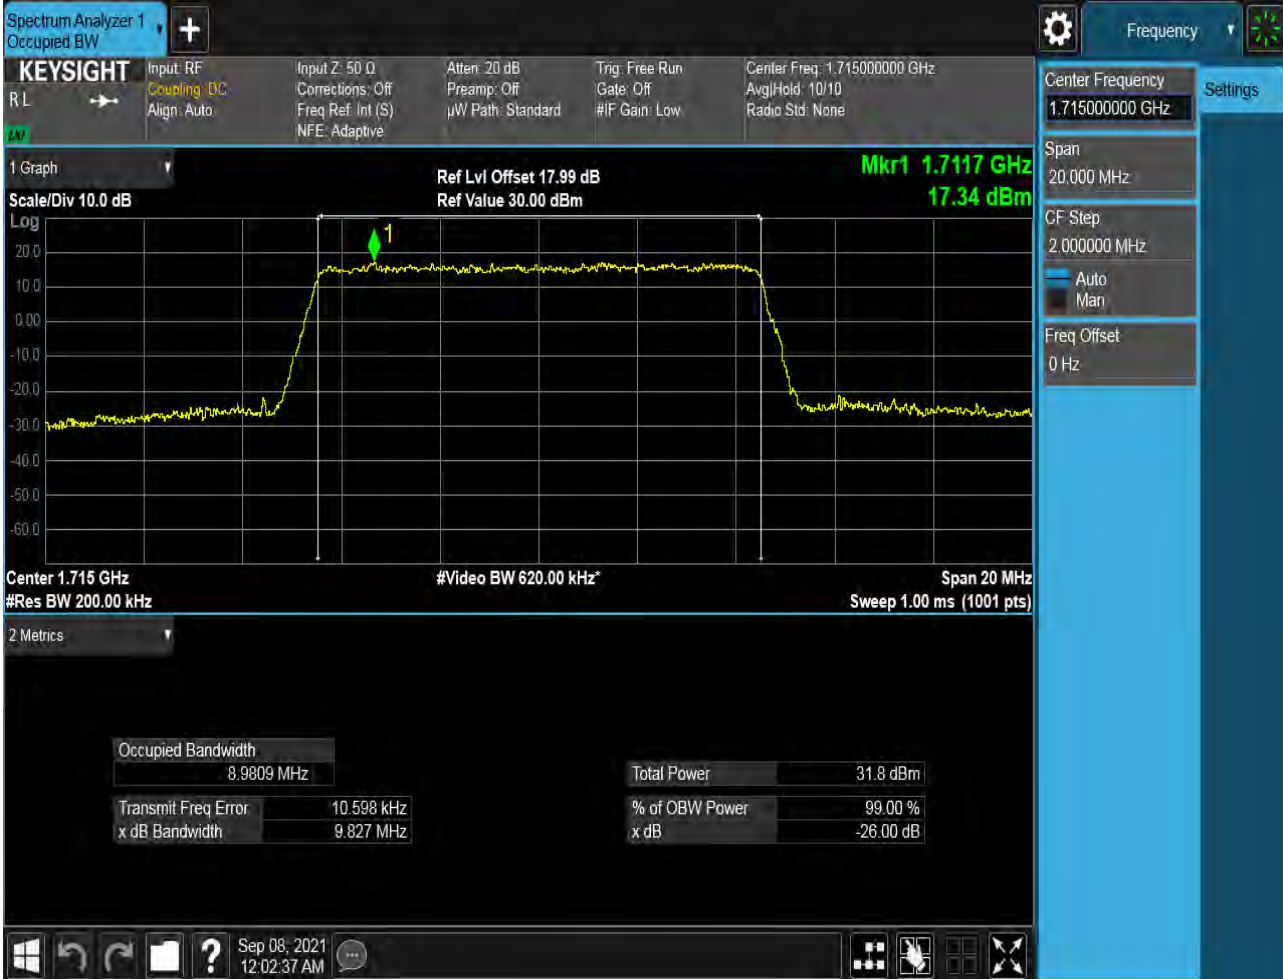 Spectrum Analyzer 1
Occupied BW
+
Frequency
KEYSIGHT
R L
LNI
Input: RF
Coupling: DC
Align: Auto
Input Z: 50 Ω
Corrections: Off
Freq Ref: Int (S)
NFE: Adaptive
Atten: 20 dB
Preamp: Off
µW Path: Standard
Trig: Free Run
Gate: Off
#IF Gain: Low
Center Freq: 1.715000000 GHz
Avg|Hold: 10/10
Radio Std: None
Center Frequency
1.715000000 GHz
Settings
Span
20.000 MHz
CF Step
2.000000 MHz
Auto
Man
Freq Offset
0 Hz
1 Graph
Scale/Div 10.0 dB
Log
Ref Lvl Offset 17.99 dB
Ref Value 30.00 dBm
Mkr1 1.7117 GHz
17.34 dBm
1
20.0
10.0
0.00
-10.0
-20.0
-30.0
-40.0
-50.0
-60.0
Center 1.715 GHz
#Res BW 200.00 kHz
#Video BW 620.00 kHz*
Span 20 MHz
Sweep 1.00 ms (1001 pts)
2 Metrics
Occupied Bandwidth
8.9809 MHz
Transmit Freq Error 10.598 kHz
x dB Bandwidth 9.827 MHz
Total Power 31.8 dBm
% of OBW Power 99.00 %
x dB -26.00 dB
?
Sep 08, 2021
12:02:37 AM